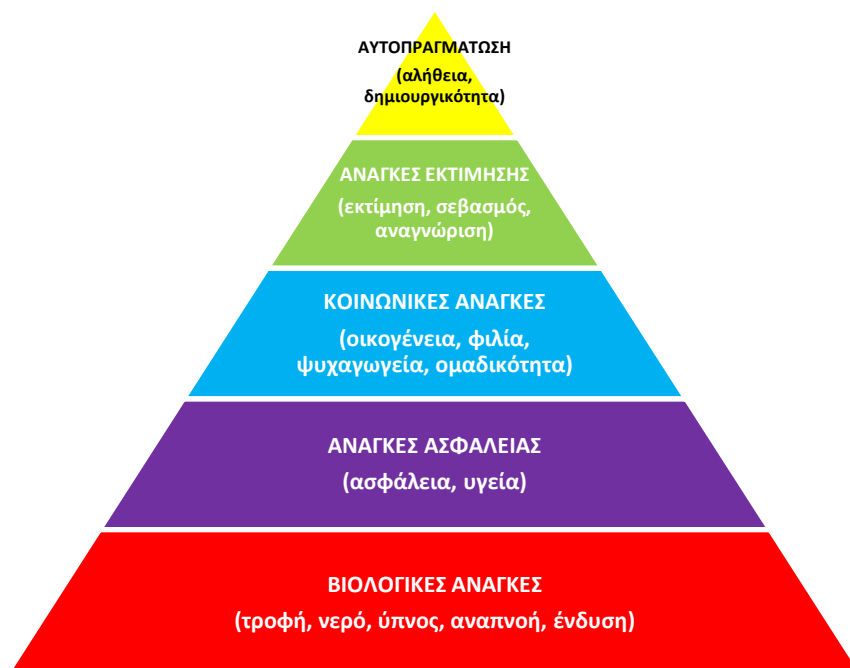 ΑΥΤΟΠΡΑΓΜΑΤΩΣΗ
(αλήθεια,
δημιουργικότητα)
ΑΝΑΓΚΕΣ ΕΚΤΙΜΗΣΗΣ
(εκτίμηση, σεβασμός,
αναγνώριση)
ΚΟΙΝΩΝΙΚΕΣ ΑΝΑΓΚΕΣ
(οικογένεια, φιλία,
ψυχαγωγεία, ομαδικότητα)
ΑΝΑΓΚΕΣ ΑΣΦΑΛΕΙΑΣ
(ασφάλεια, υγεία)
ΒΙΟΛΟΓΙΚΕΣ ΑΝΑΓΚΕΣ
(τροφή, νερό, ύπνος, αναπνοή, ένδυση)